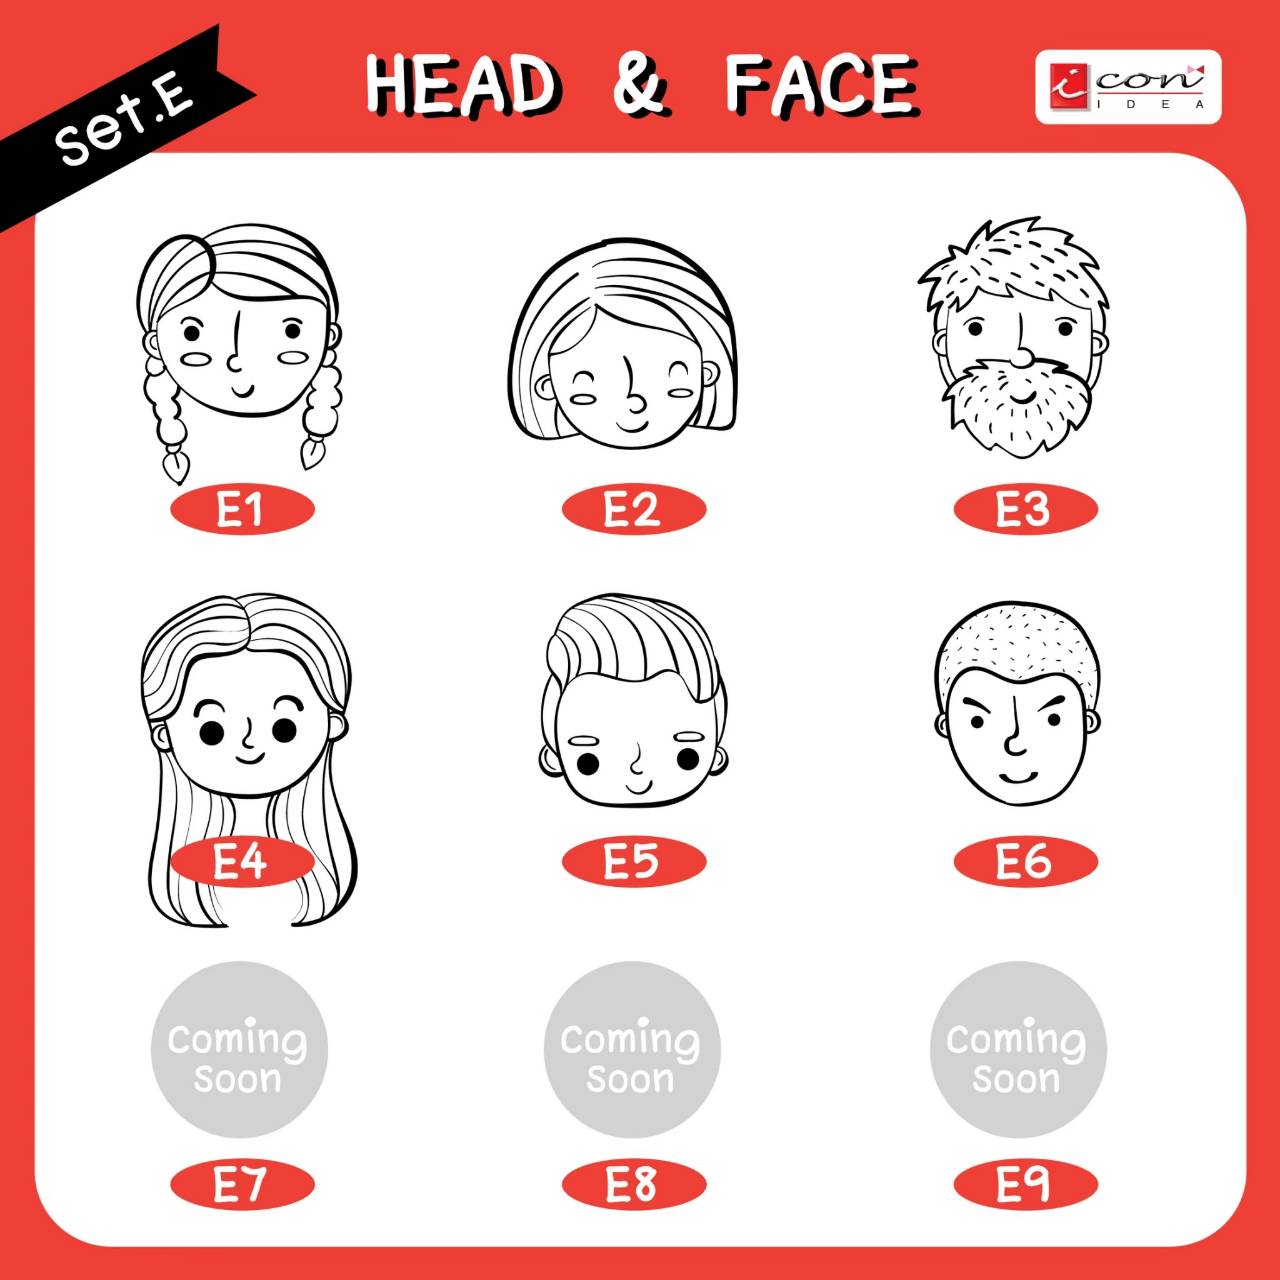 set.E
HEAD & FACE
icon
IDEA
E1
E2
E3
E4
E5
E6
Coming
Soon
Coming
Soon
Coming
Soon
E7
E8
E9